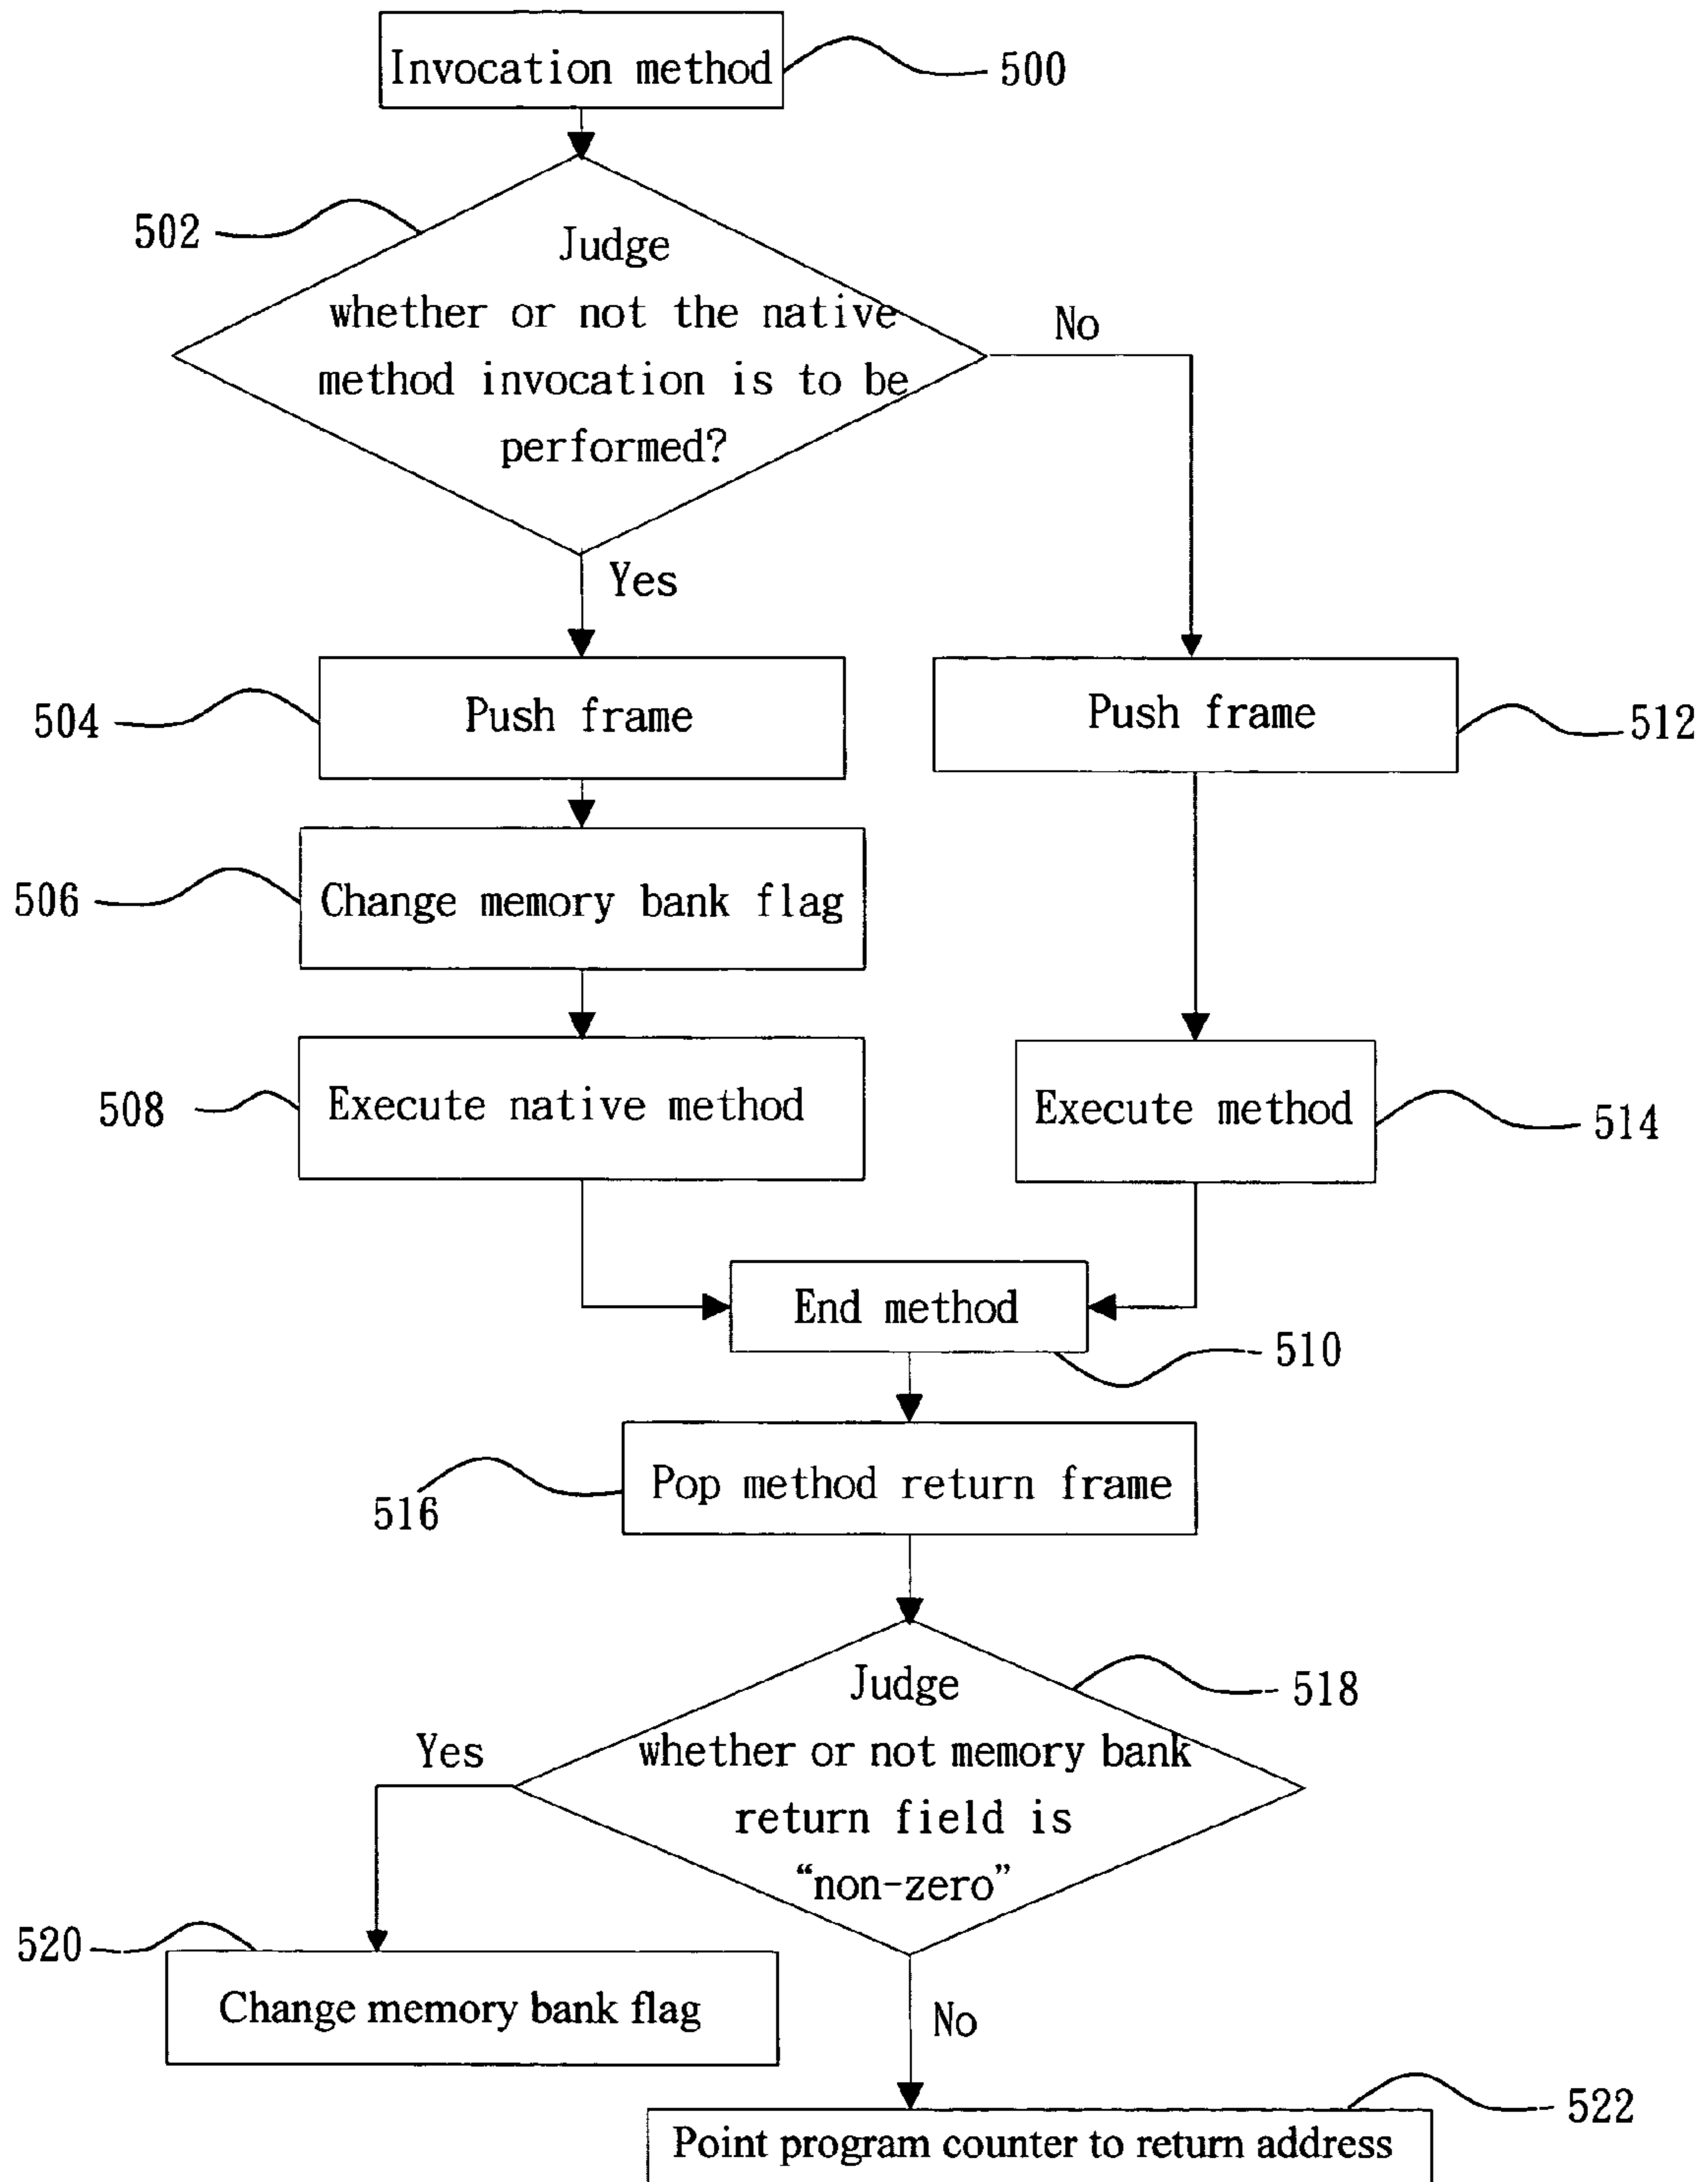 Invocation method
500
502
Judge
whether or not the native
method invocation is to be
performed?
No
Yes
504
Push frame
Push frame
512
506
Change memory bank flag
508
Execute native method
Execute method
514
End method
510
516
Pop method return frame
Judge
whether or not memory bank
return field is
“non-zero”
518
Yes
520
Change memory bank flag
No
522
Point program counter to return address